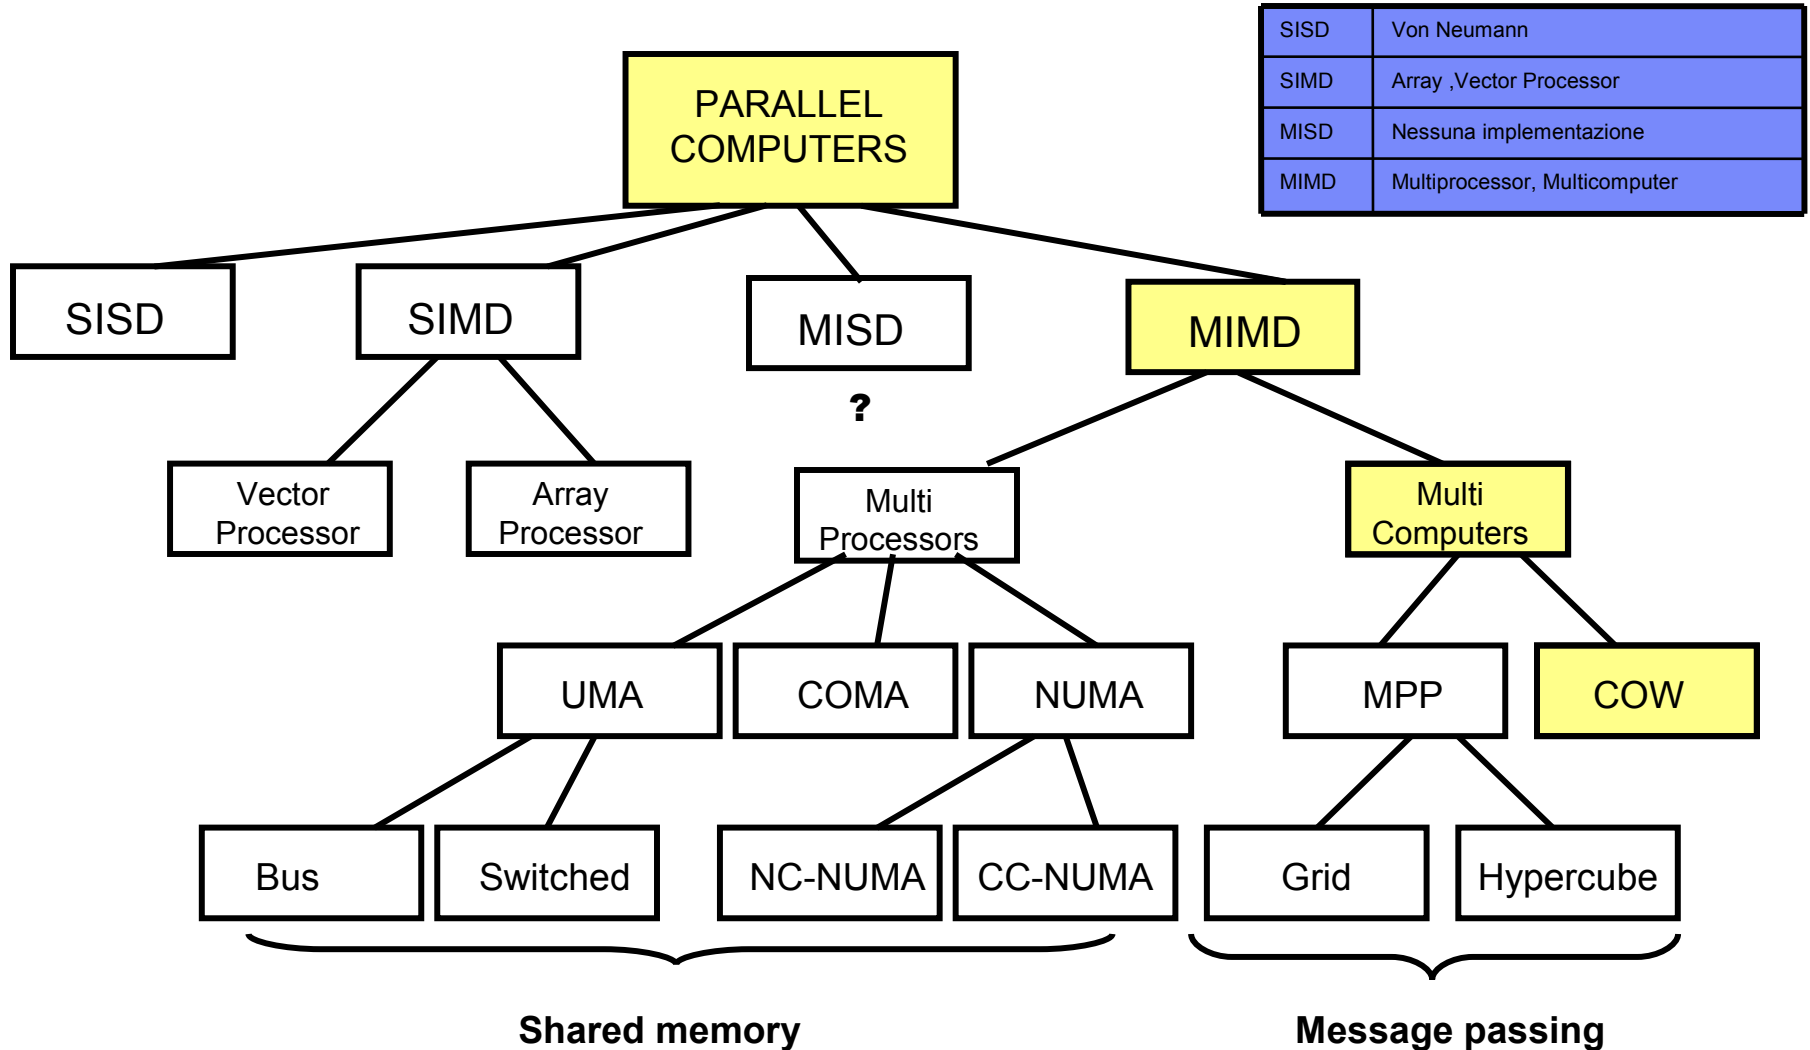 SISD Von Neumann
SIMD Array ,Vector Processor
MISD Nessuna implementazione
MIMD Multiprocessor, Multicomputer
PARALLEL
COMPUTERS
SISD
SIMD
MISD
MIMD
?
Vector
Processor
Array
Processor
Multi
Processors
Multi
Computers
UMA
COMA
NUMA
MPP
COW
Bus
Switched
NC-NUMA
CC-NUMA
Grid
Hypercube
Shared memory
Message passing